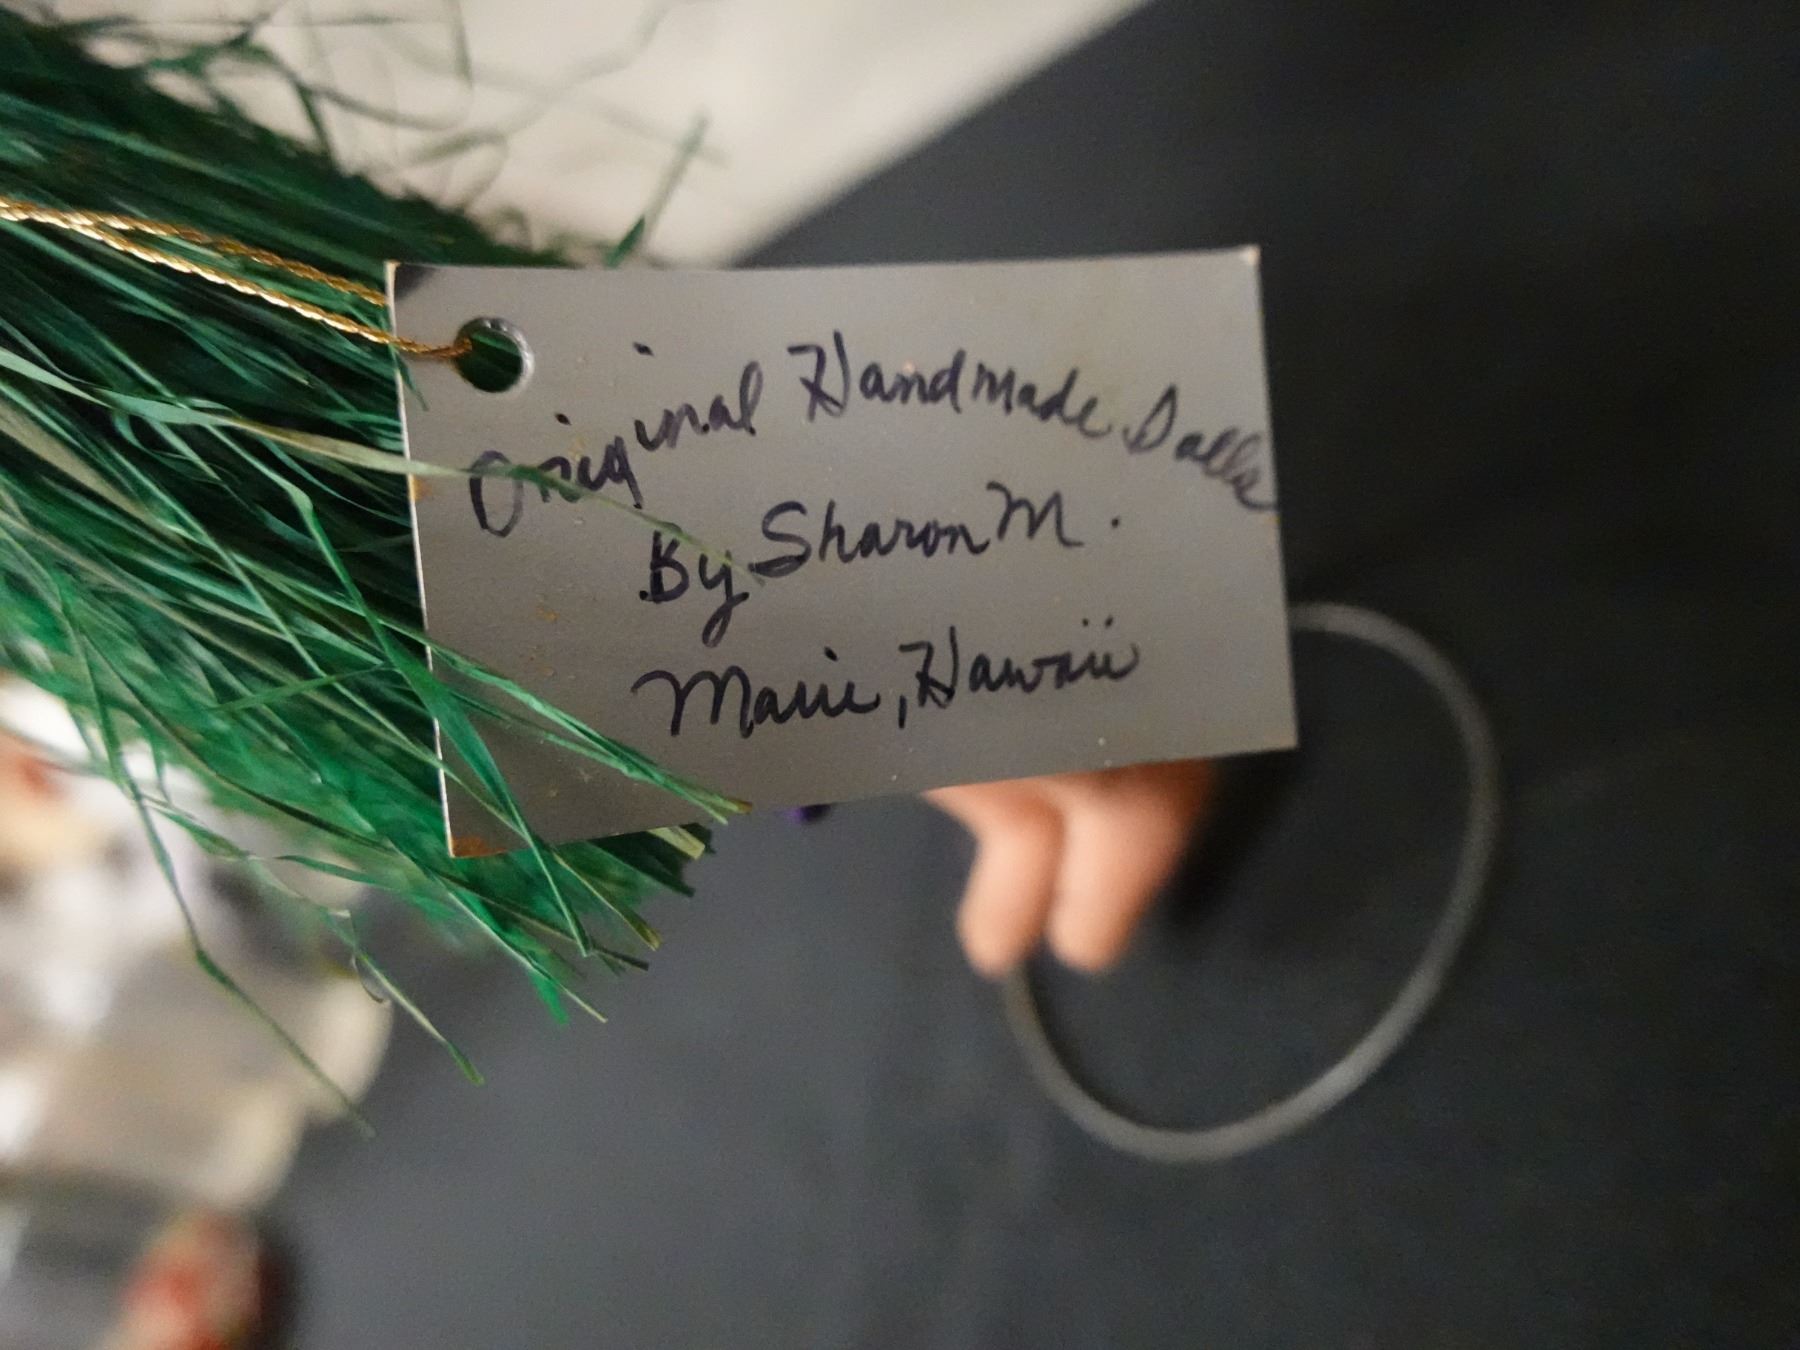 Original Handmade Dolls
By Sharon M.
Maui, Hawaii